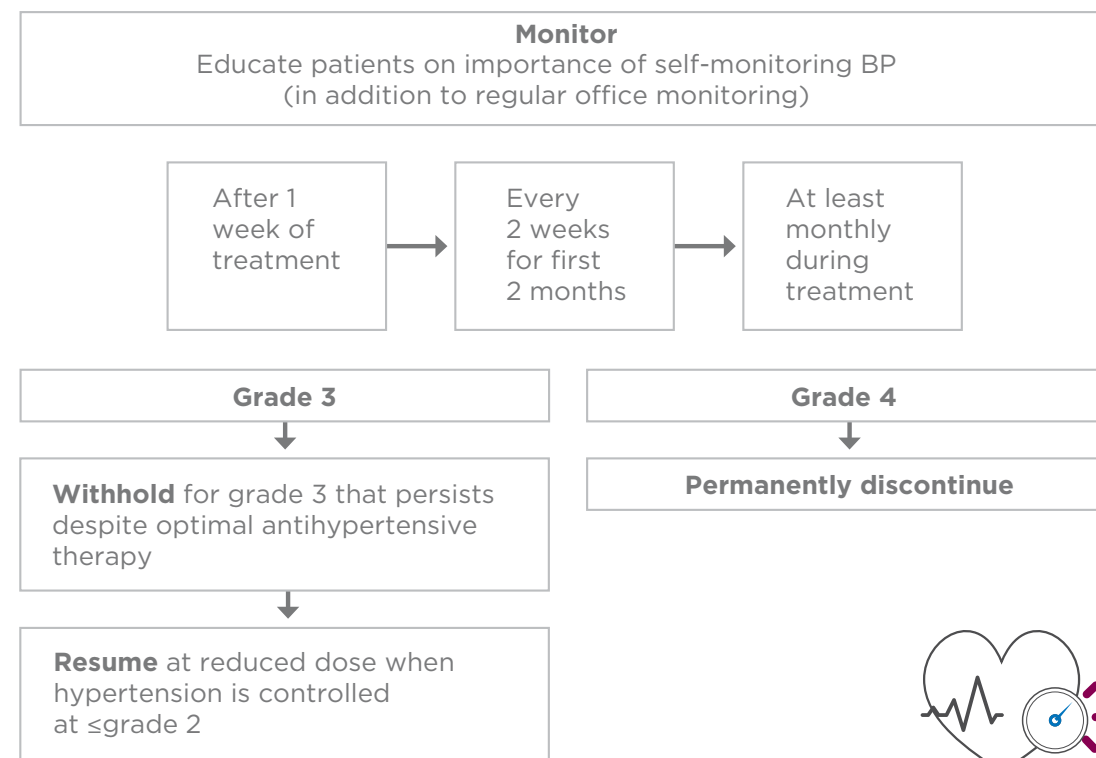 Monitor
Educate patients on importance of self-monitoring BP
(in addition to regular office monitoring)
After 1
week of
treatment
Every
2 weeks
for first
2 months
At least
monthly
during
treatment
Grade 3
Withhold for grade 3 that persists
despite optimal antihypertensive
therapy
Resume at reduced dose when
hypertension is controlled
at ≤grade 2
Grade 4
Permanently discontinue